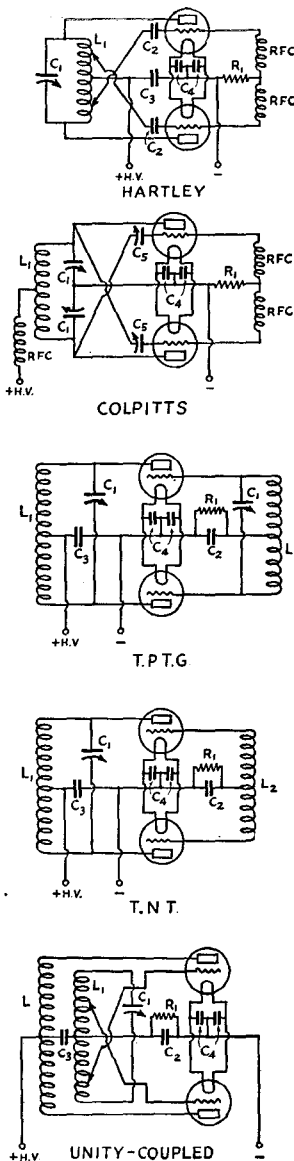 L₁
C₂
RFC
C₁
C₃
C₄
R₁
RFC
C₂
+H.V.
−
HARTLEY
L₁
C₁
C₅
C₄
R₁
RFC
C₁
C₅
RFC
RFC
+H.V.
−
COLPITTS
L₁
C₁
R₁
C₁
C₃
C₄
C₂
L
+H.V.
−
T.P.T.G.
L₁
C₁
R₁
C₃
C₄
C₂
L₂
+H.V.
−
T.N.T.
L
L₁
C₁
R₁
C₃
C₂
C₄
+H.V.
−
UNITY-COUPLED